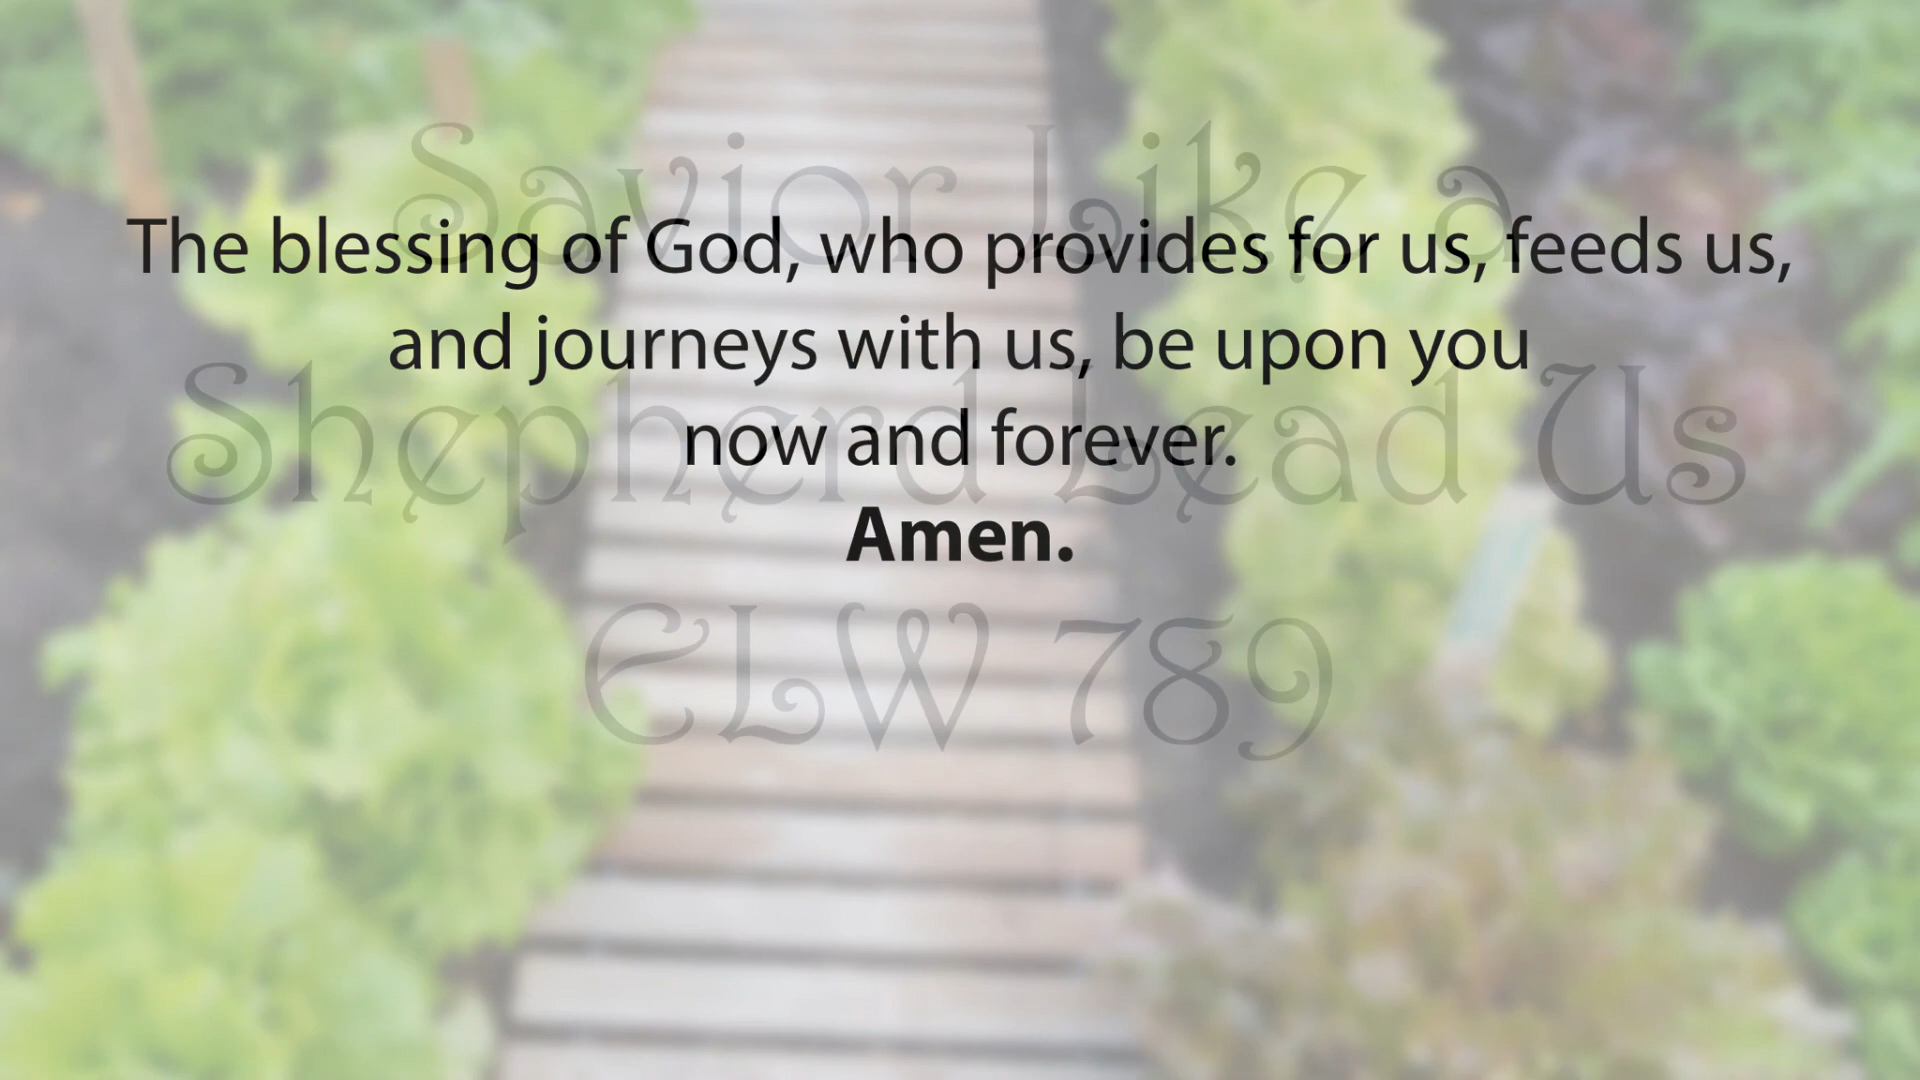 The blessing of God, who provides for us, feeds us,
and journeys with us, be upon you
now and forever.
Amen.
Savior Like a
Shepherd Lead Us
ELW 789